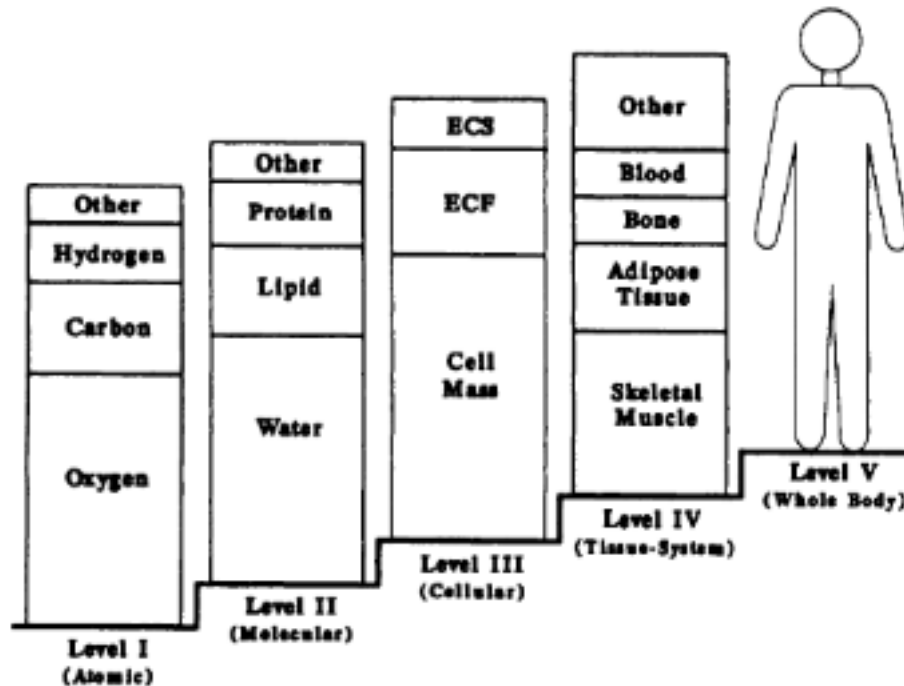 Other
Hydrogen
Carbon
Oxygen
Level I
(Atomic)
Other
Protein
Lipid
Water
Level II
(Molecular)
ECS
ECF
Cell
Mass
Level III
(Cellular)
Other
Blood
Bone
Adipose
Tissue
Skeletal
Muscle
Level IV
(Tissue-System)
Level V
(Whole Body)